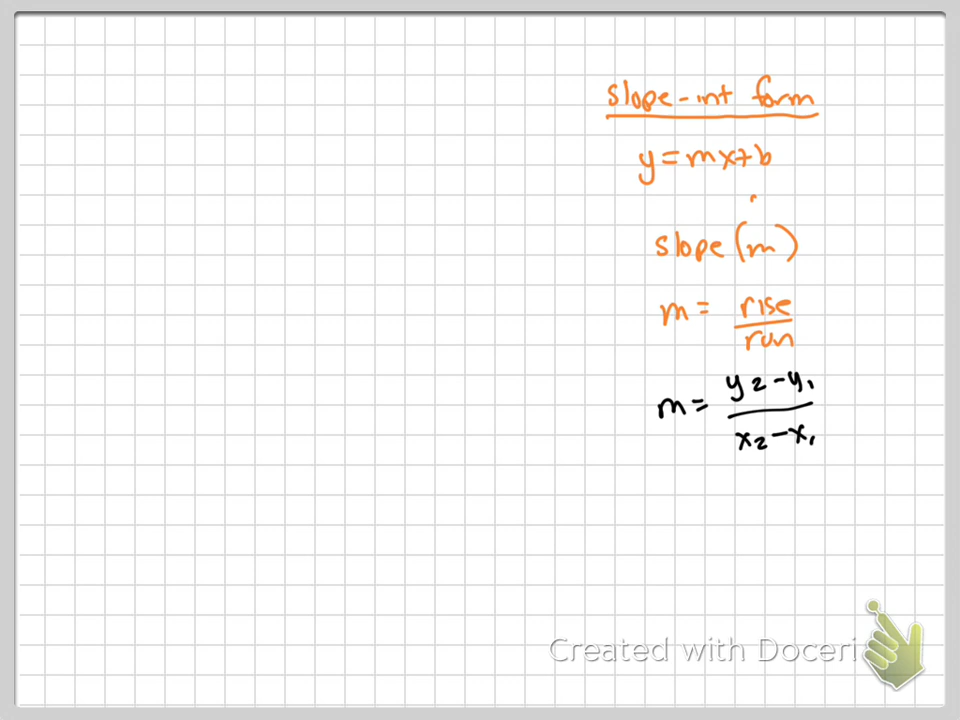 slope-int form
y = mx + b
slope (m)
m = rise/run
m = y₂ - y₁ / x₂ - x₁
Created with Doceri